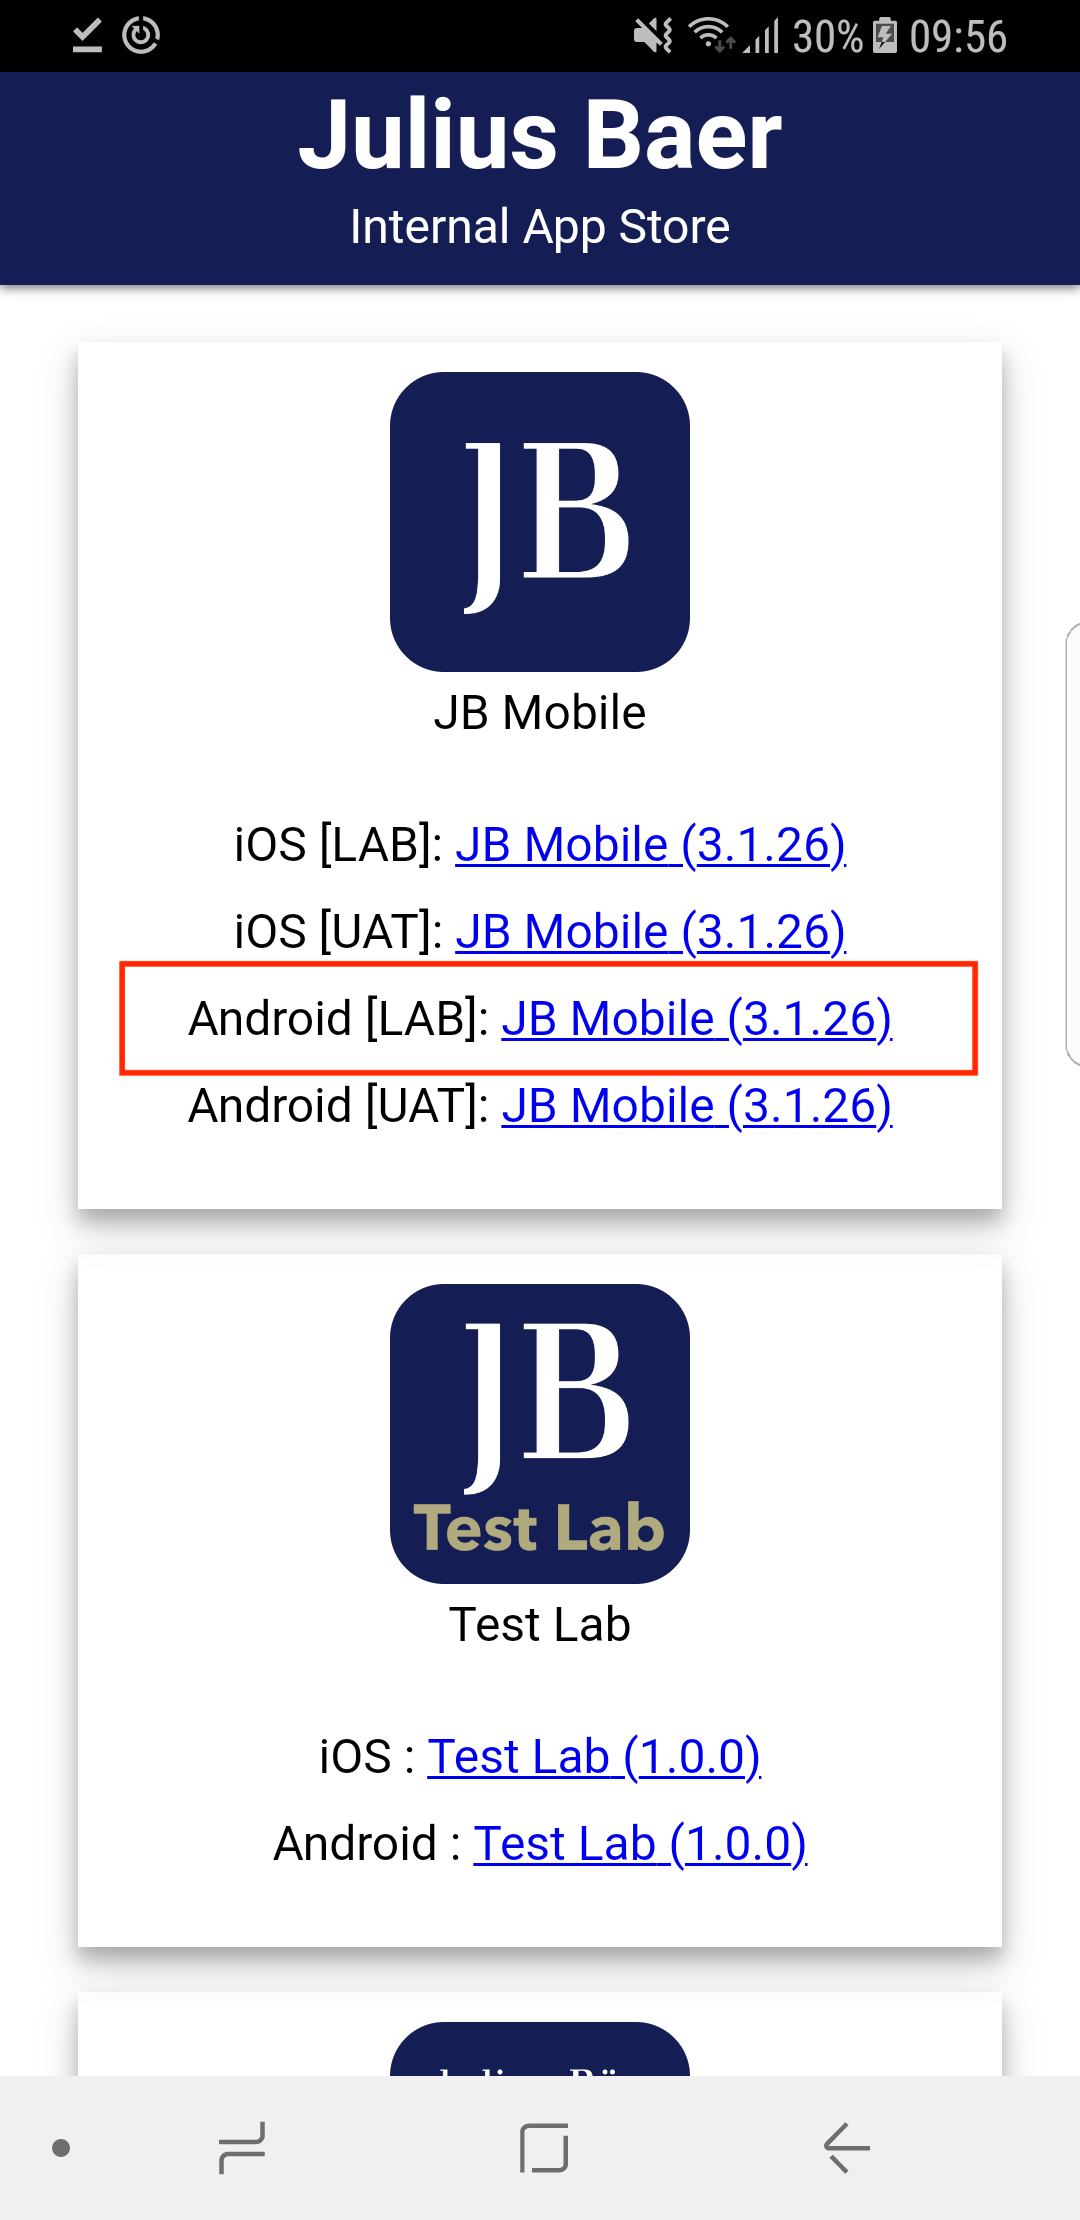 30% 09:56
Julius Baer
Internal App Store
JB
JB Mobile
iOS [LAB]: JB Mobile (3.1.26)
iOS [UAT]: JB Mobile (3.1.26)
Android [LAB]: JB Mobile (3.1.26)
Android [UAT]: JB Mobile (3.1.26)
JB
Test Lab
Test Lab
iOS : Test Lab (1.0.0)
Android : Test Lab (1.0.0)